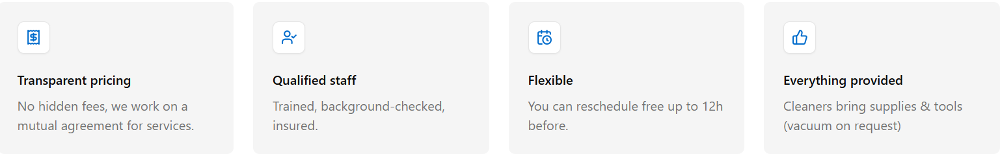 Transparent pricing
No hidden fees, we work on a
mutual agreement for services.
Qualified staff
Trained, background-checked,
insured.
Flexible
You can reschedule free up to 12h
before.
Everything provided
Cleaners bring supplies & tools
(vacuum on request)